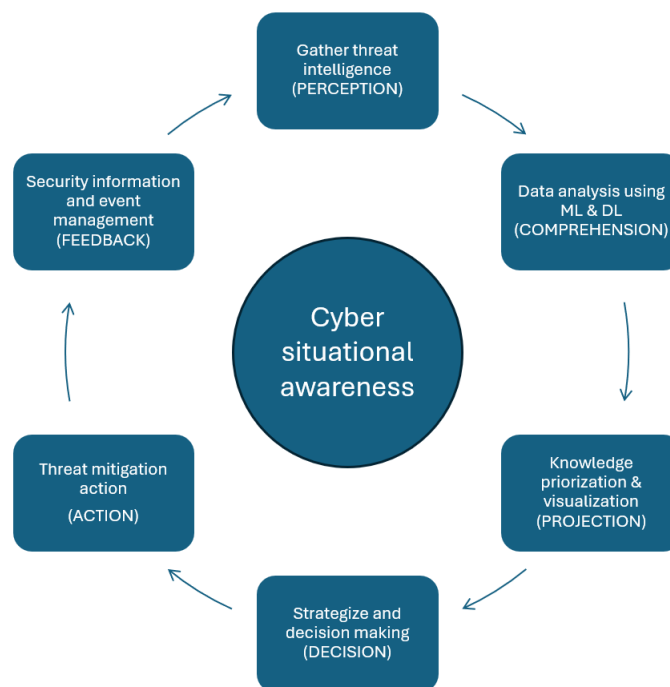 Gather threat
intelligence
(PERCEPTION)
Security information
and event
management
(FEEDBACK)
Data analysis using
ML & DL
(COMPREHENSION)
Cyber
situational
awareness
Threat mitigation
action
(ACTION)
Knowledge
priorization &
visualization
(PROJECTION)
Strategize and
decision making
(DECISION)